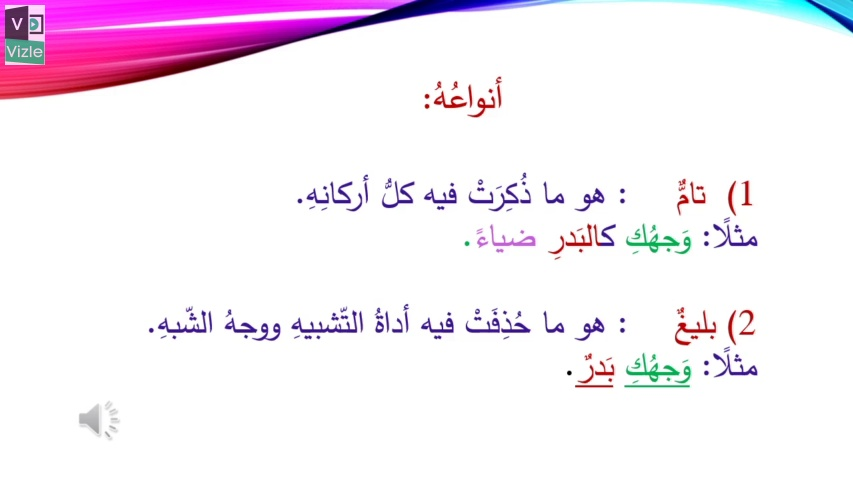 V
Vizle
أنواعُهُ:
1) تامٌّ : هو ما ذُكِرَتْ فيه كلُّ أركانِهِ.
مثلًا: وَجهُكِ كالبَدرِ ضياءً.
2) بليغٌ : هو ما حُذِفَتْ فيه أداةُ التّشبيهِ ووجهُ الشّبهِ.
مثلًا: وَجهُكِ بَدرٌ.